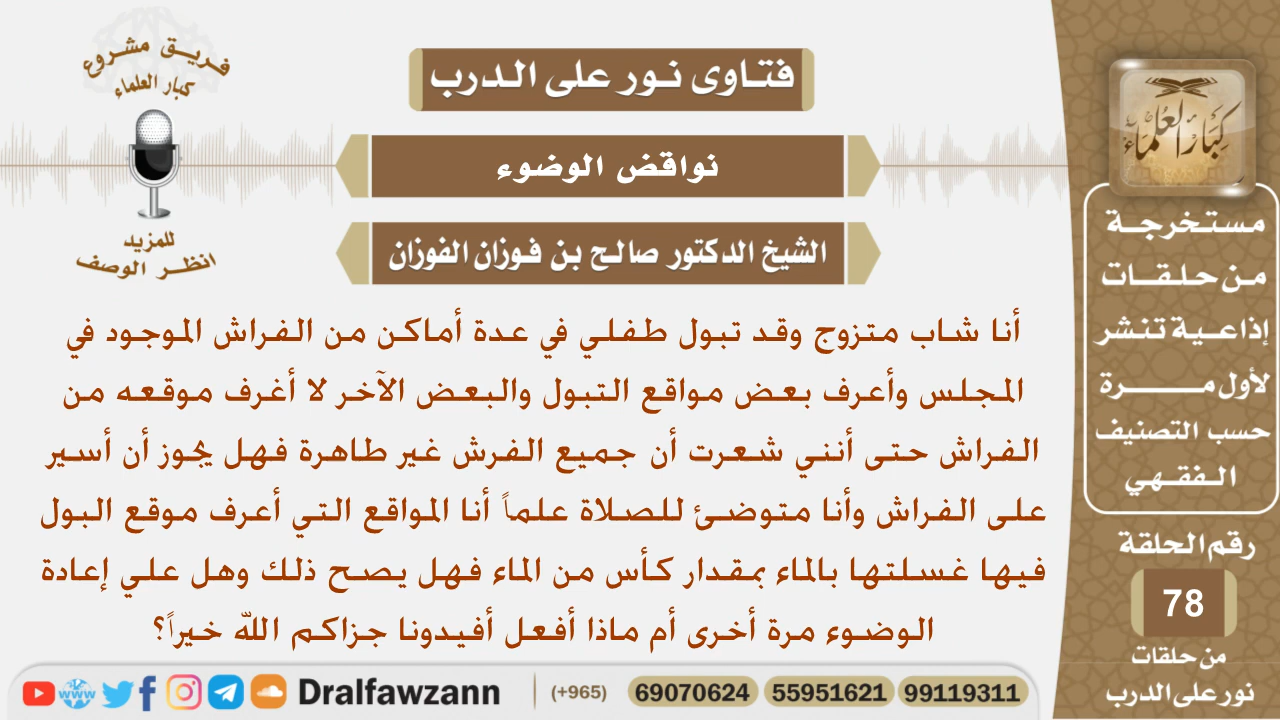 فريق مشروع
كبار العلماء
للمزيد
انظر الوصف
فتاوى نور على الدرب
نواقض الوضوء
الشيخ الدكتور صالح بن فوزان الفوزان
أنا شاب متزوج وقد تبول طفلي في عدة أماكن من الفراش الموجود في
المجلس وأعرف بعض مواقع التبول والبعض الآخر لا أغرف موقعه من
الفراش حتى أنني شعرت أن جميع الفرش غير طاهرة فهل يجوز أن أسير
على الفراش وأنا متوضئ للصلاة علماً أنا المواقع التي أعرف موقع البول
فيها غسلتها بالماء بمقدار كأس من الماء فهل يصح ذلك وهل علي إعادة
الوضوء مرة أخرى أم ماذا أفعل أفيدونا جزاكم الله خيراً؟
كبار العلماء
مستخرجة
من حلقات
إذاعية تنشر
لأول مرة
حسب التصنيف
الفقهي
رقم الحلقة
78
من حلقات
نور على الدرب
www
Dralfawzann
(+965)
69070624
55951621
99119311